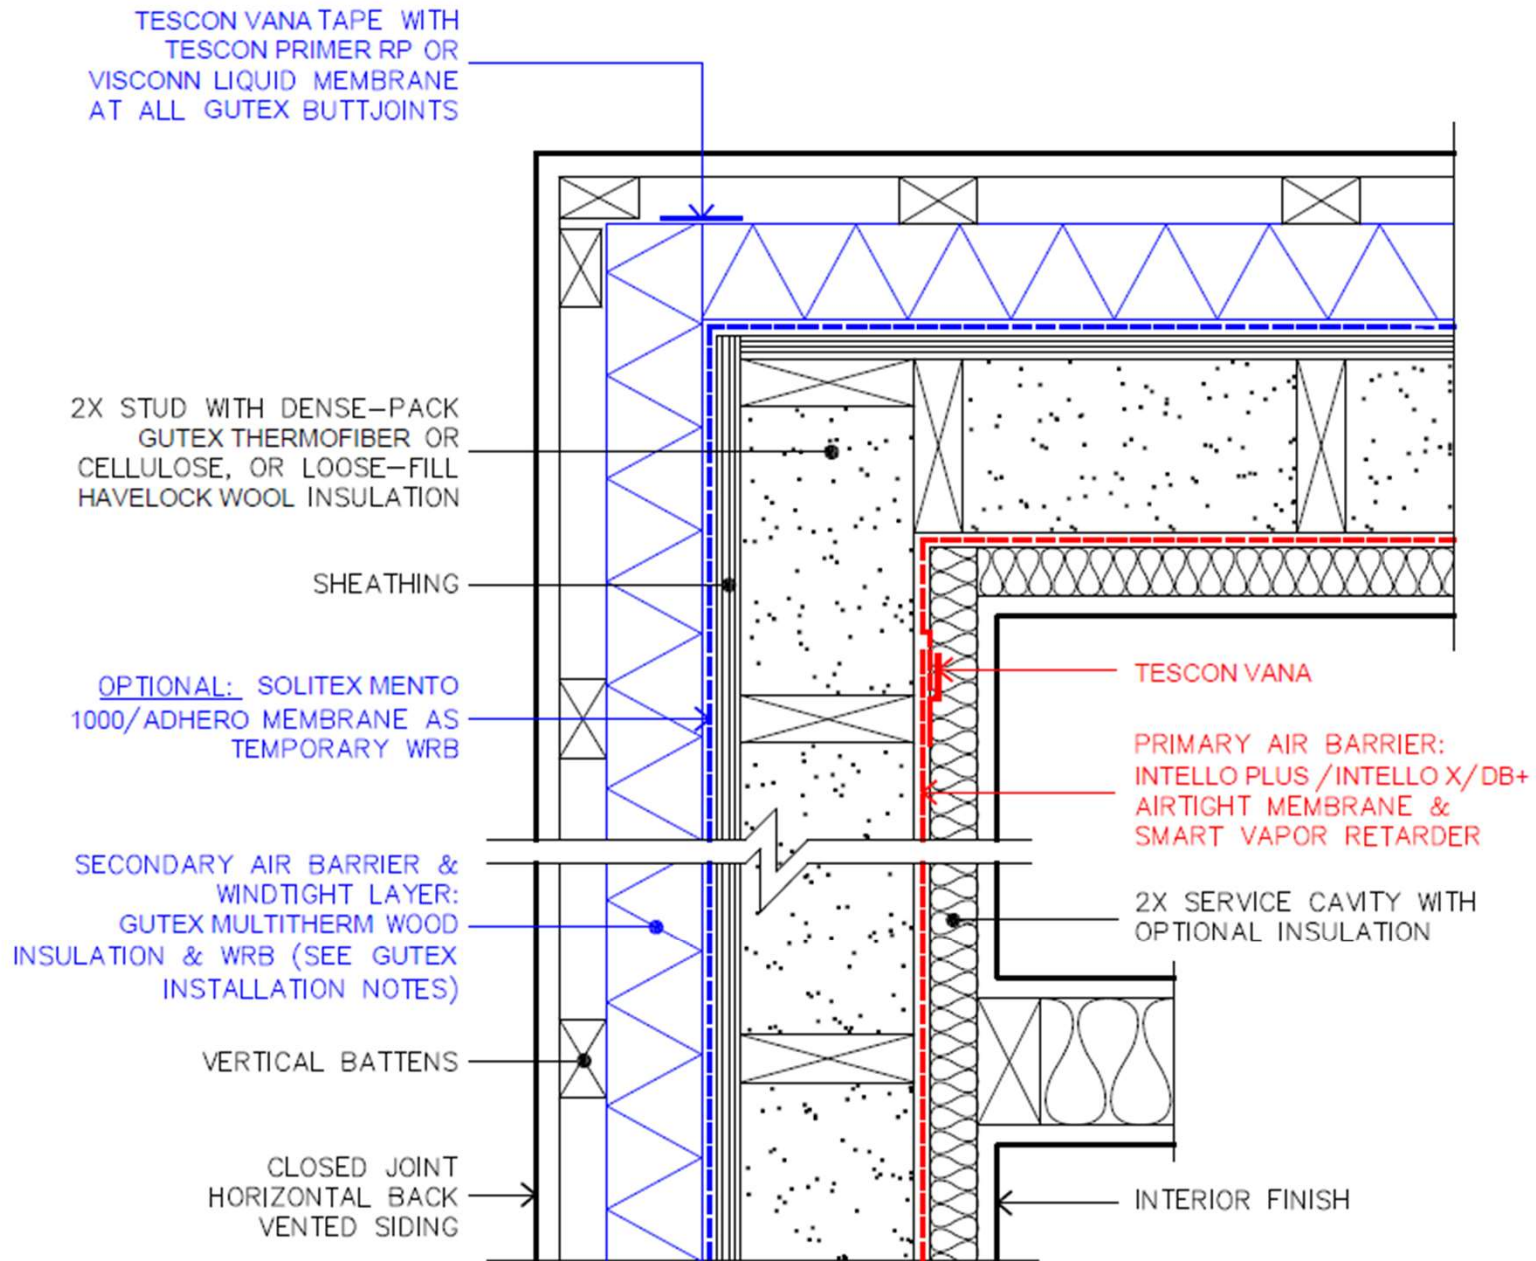 TESCON VANA TAPE WITH
TESCON PRIMER RP OR
VISCONN LIQUID MEMBRANE
AT ALL GUTEX BUTTJOINTS
2X STUD WITH DENSE-PACK
GUTEX THERMOFIBER OR
CELLULOSE, OR LOOSE-FILL
HAVELOCK WOOL INSULATION
SHEATHING
OPTIONAL: SOLITEX MENTO
1000/ADHERO MEMBRANE AS
TEMPORARY WRB
SECONDARY AIR BARRIER &
WINDTIGHT LAYER:
GUTEX MULTITHERM WOOD
INSULATION & WRB (SEE GUTEX
INSTALLATION NOTES)
VERTICAL BATTENS
CLOSED JOINT
HORIZONTAL BACK
VENTED SIDING
TESCON VANA
PRIMARY AIR BARRIER:
INTELLO PLUS /INTELLO X/DB+
AIRTIGHT MEMBRANE &
SMART VAPOR RETARDER
2X SERVICE CAVITY WITH
OPTIONAL INSULATION
INTERIOR FINISH